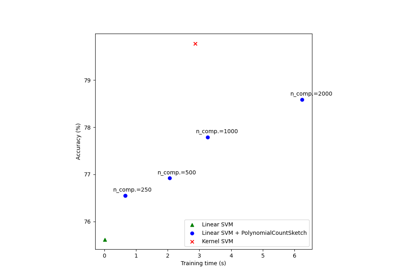 79
78
77
76
Accuracy (%)
n_comp.=2000
n_comp.=1000
n_comp.=500
n_comp.=250
Linear SVM
Linear SVM + PolynomialCountSketch
Kernel SVM
0 1 2 3 4 5 6
Training time (s)